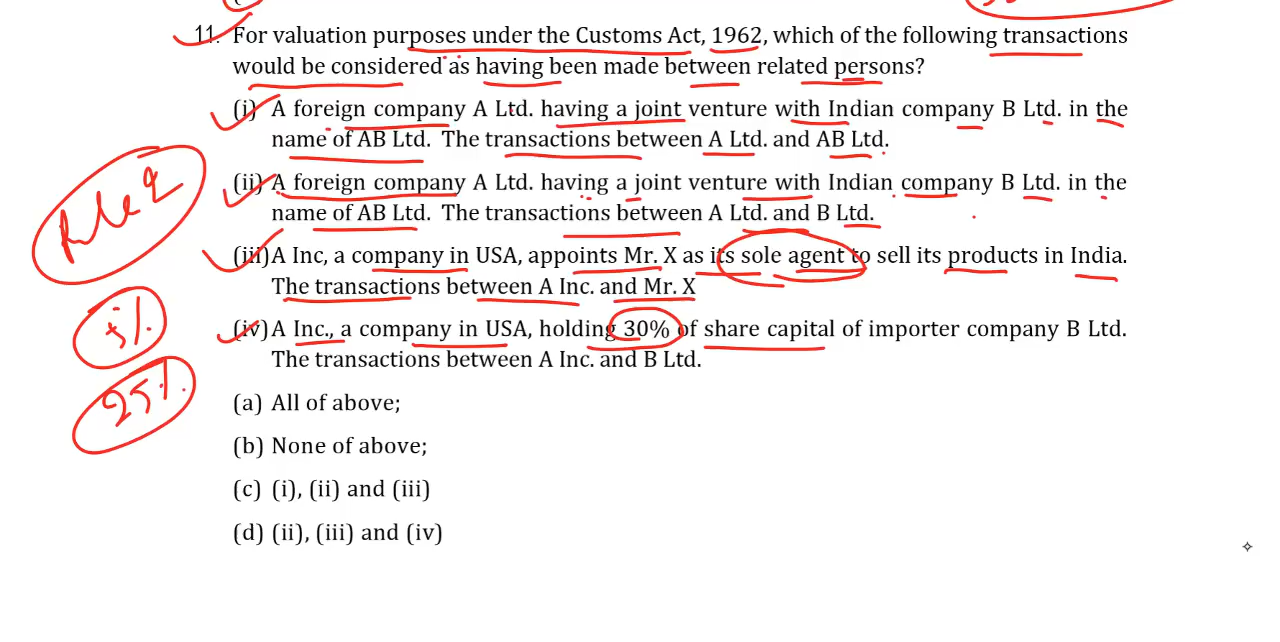 11. For valuation purposes under the Customs Act, 1962, which of the following transactions
would be considered as having been made between related persons?
(i) A foreign company A Ltd. having a joint venture with Indian company B Ltd. in the
name of AB Ltd. The transactions between A Ltd. and AB Ltd.
(ii) A foreign company A Ltd. having a joint venture with Indian company B Ltd. in the
name of AB Ltd. The transactions between A Ltd. and B Ltd.
Rule 2
(iii) A Inc, a company in USA, appoints Mr. X as its sole agent to sell its products in India.
The transactions between A Inc. and Mr. X
5%
(iv) A Inc., a company in USA, holding 30% of share capital of importer company B Ltd.
The transactions between A Inc. and B Ltd.
25%
(a) All of above;
(b) None of above;
(c) (i), (ii) and (iii)
(d) (ii), (iii) and (iv)